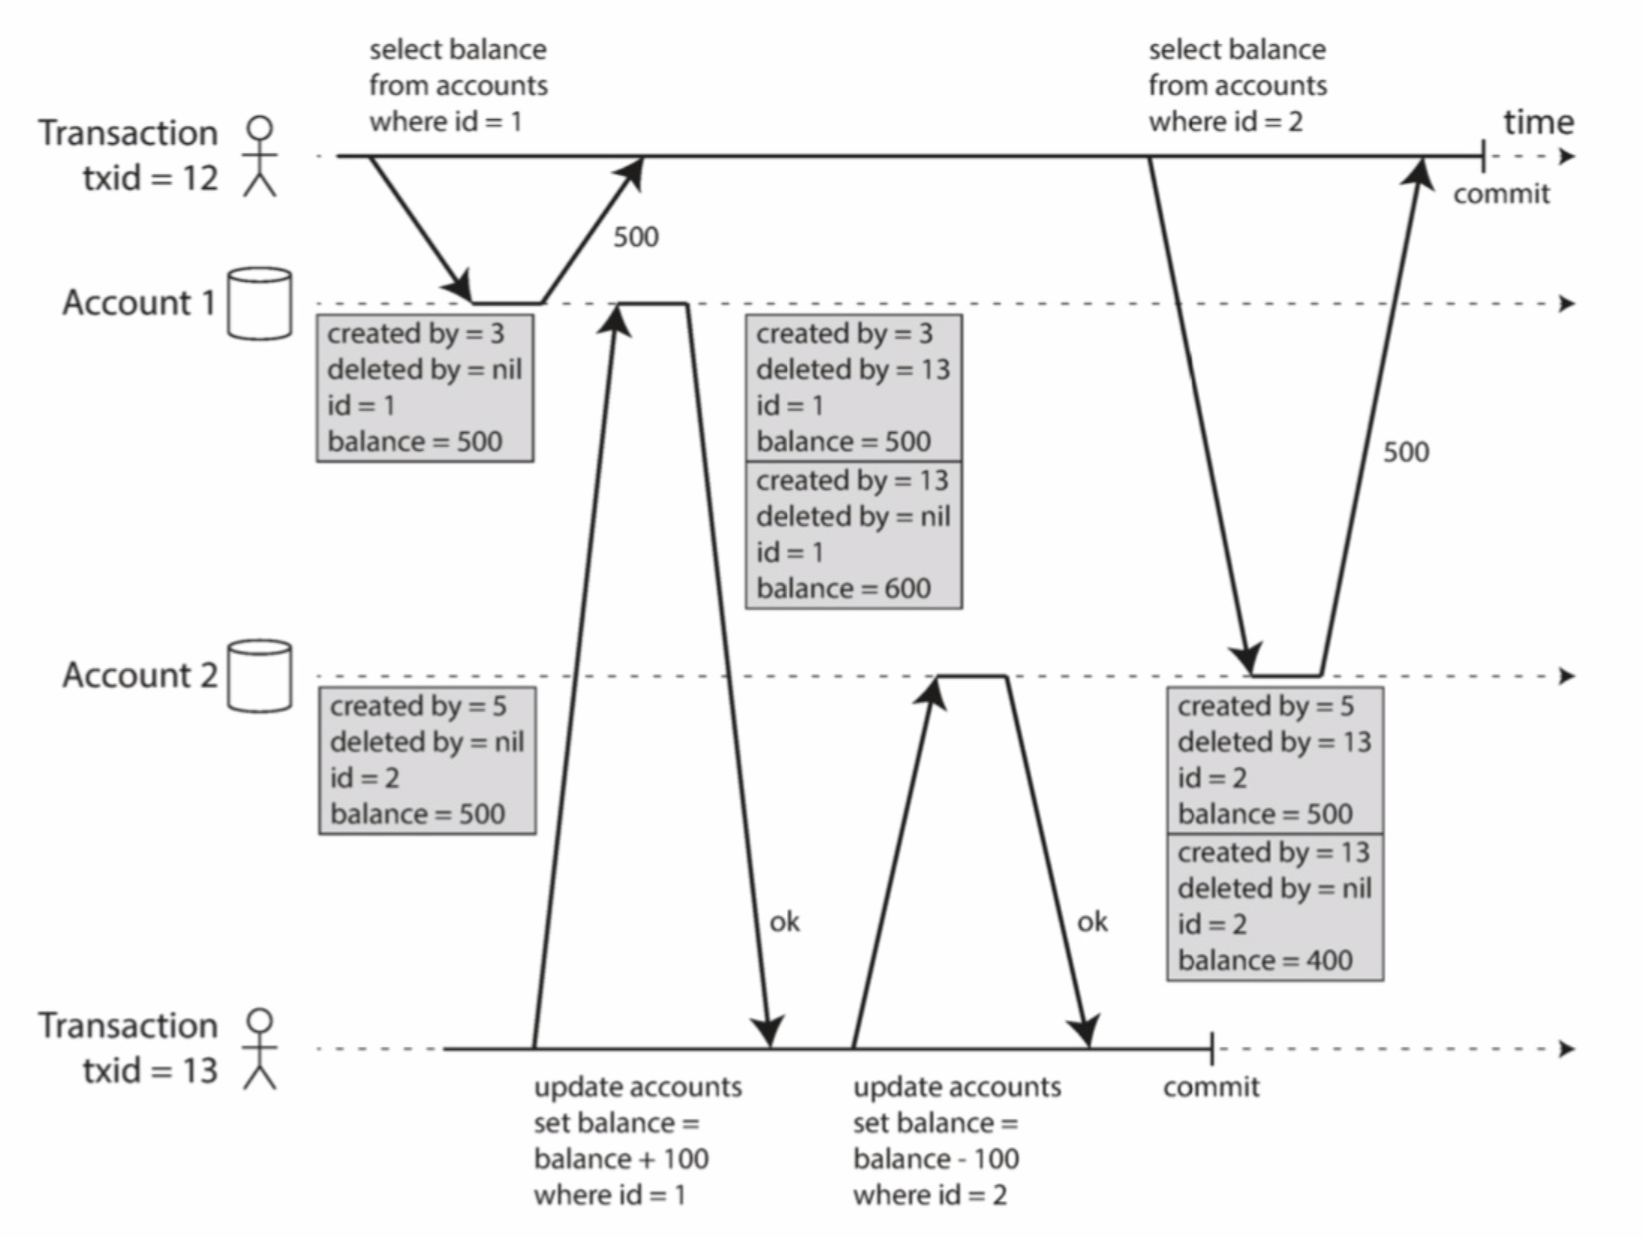 select balance
from accounts
where id = 1
select balance
from accounts
where id = 2
time
Transaction
txid = 12
commit
500
Account 1
created by = 3
deleted by = nil
id = 1
balance = 500
created by = 3
deleted by = 13
id = 1
balance = 500
created by = 13
deleted by = nil
id = 1
balance = 600
500
Account 2
created by = 5
deleted by = nil
id = 2
balance = 500
created by = 5
deleted by = 13
id = 2
balance = 500
created by = 13
deleted by = nil
id = 2
balance = 400
ok
ok
Transaction
txid = 13
update accounts
set balance =
balance + 100
where id = 1
update accounts
set balance =
balance - 100
where id = 2
commit